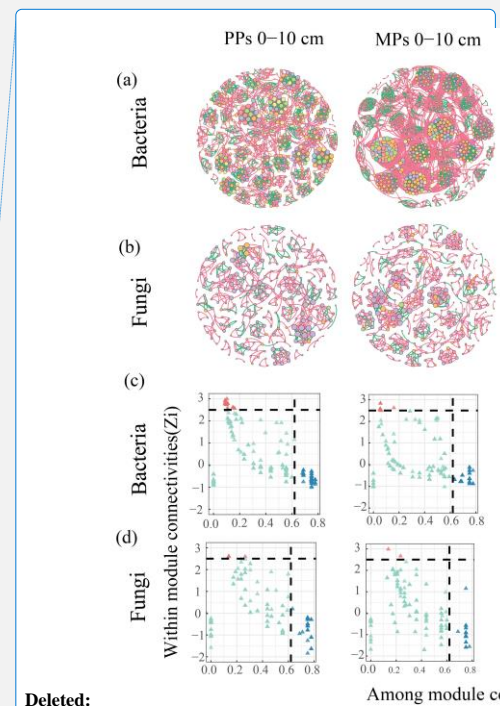 PPs 0−10 cm MPs 0−10 cm
(a)
Bacteria
(b)
Fungi
(c)
Bacteria
Within module connectivities(Zi)
3 3
2 2
1 1
0 0
−1 −1
−2 −2
0.0 0.2 0.4 0.6 0.8 0.0 0.2 0.4 0.6 0.8
(d)
Fungi
3 3
2 2
1 1
0 0
−1 −1
−2 −2
0.0 0.2 0.4 0.6 0.8 0.0 0.2 0.4 0.6 0.8
Deleted: Among module co